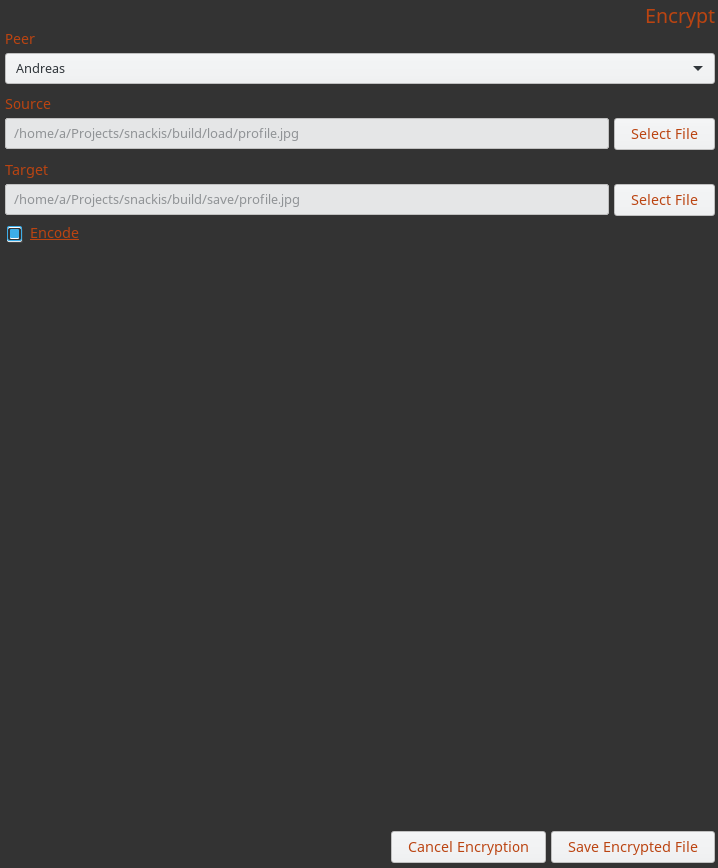 Encrypt
Peer
Andreas
Source
/home/a/Projects/snackis/build/load/profile.jpg
Select File
Target
/home/a/Projects/snackis/build/save/profile.jpg
Select File
Encode
Cancel Encryption
Save Encrypted File